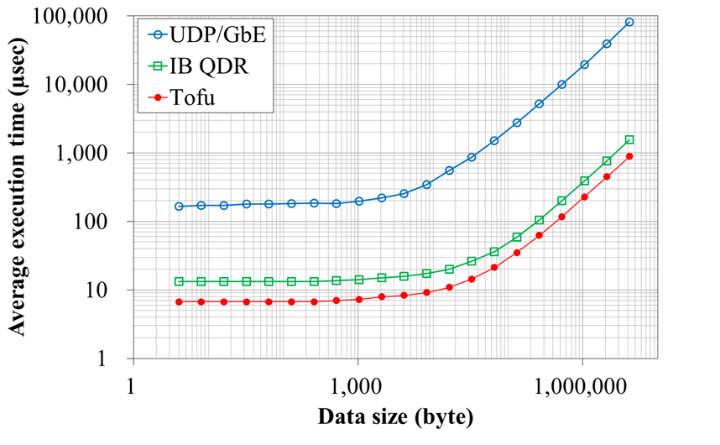 Average execution time (μsec)
100,000
10,000
1,000
100
10
1
UDP/GbE
IB QDR
Tofu
1
1,000
1,000,000
Data size (byte)